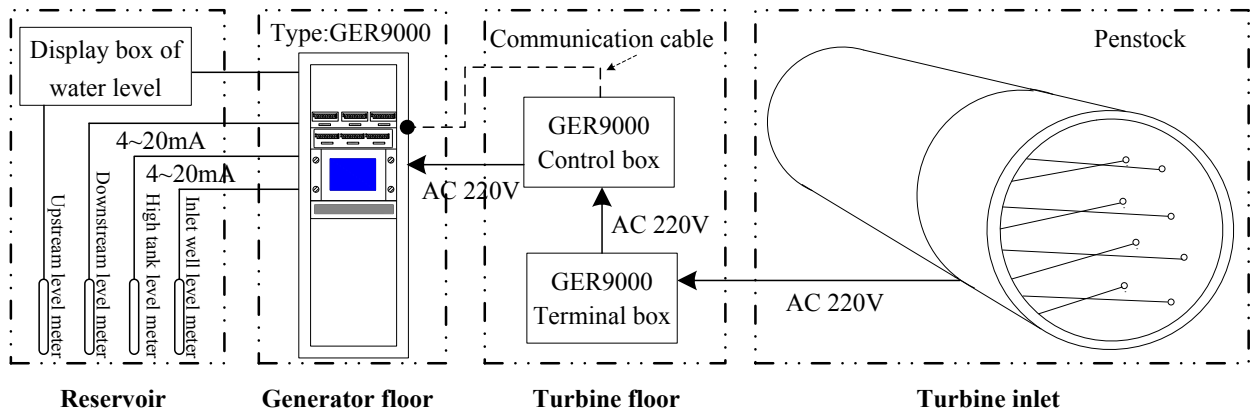 Display box of
water level
4~20mA
4~20mA
Upstream level meter
Downstream level meter
High tank level meter
Inlet well level meter
Type:GER9000
Communication cable
GER9000
Control box
AC 220V
AC 220V
GER9000
Terminal box
Penstock
AC 220V
Reservoir
Generator floor
Turbine floor
Turbine inlet